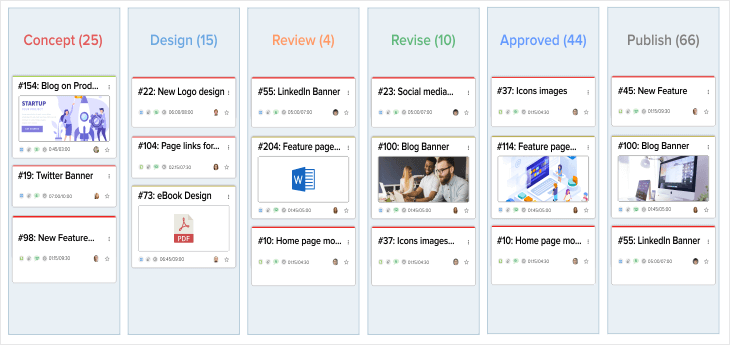 Concept (25)
#154: Blog on Prod...
STARTUP
0:45/03:00
#19: Twitter Banner
07:00/10:00
#98: New Feature...
01:15/09:30
Design (15)
#22: New Logo design
06:00/08:00
#104: Page links for...
02:15/07:30
#73: eBook Design
PDF
06:45/09:00
Review (4)
#55: LinkedIn Banner
05:00/07:00
#204: Feature page...
W
01:45/05:00
#10: Home page mo...
01:15/04:30
Revise (10)
#23: Social media...
05:00/07:00
#100: Blog Banner
01:45/05:00
#37: Icons images...
01:15/04:30
Approved (44)
#37: Icons images
01:15/04:30
#114: Feature page...
01:45/05:00
#10: Home page mo...
01:15/04:30
Publish (66)
#45: New Feature
01:15/09:30
#100: Blog Banner
01:45/05:00
#55: LinkedIn Banner
05:00/07:00